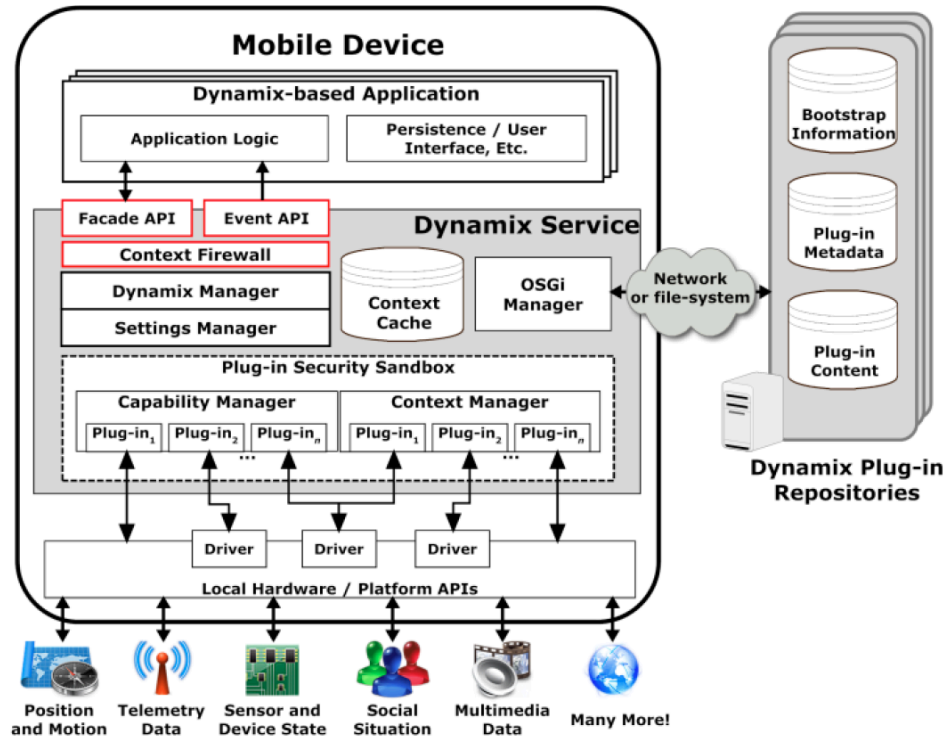 Mobile Device
Dynamix-based Application
Application Logic
Persistence / User
Interface, Etc.
Facade API
Event API
Dynamix Service
Context Firewall
Dynamix Manager
Settings Manager
Context
Cache
OSGi
Manager
Network
or file-system
Bootstrap
Information
Plug-in
Metadata
Plug-in
Content
Dynamix Plug-in
Repositories
Plug-in Security Sandbox
Capability Manager
Plug-in1
Plug-in2
Plug-inn
...
Context Manager
Plug-in1
Plug-in2
Plug-inn
...
Driver
Driver
Driver
Local Hardware / Platform APIs
Position
and Motion
Telemetry
Data
Sensor and
Device State
Social
Situation
Multimedia
Data
Many More!